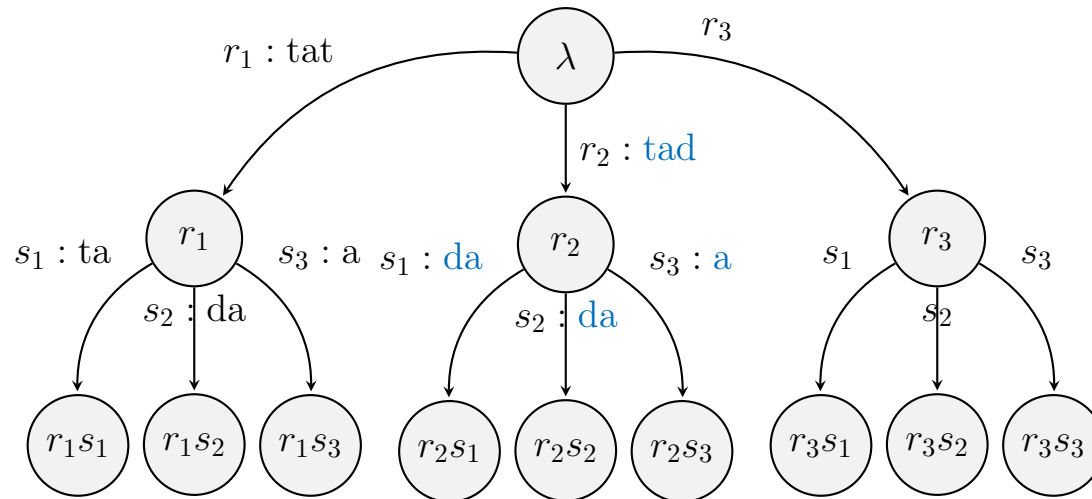 λ
r₁ : tat
r₃
r₂ : tad
r₁
r₂
r₃
s₁ : ta
s₃ : a
s₁ : da
s₃ : a
s₁
s₃
s₂ : da
s₂ : da
s₂
r₁s₁
r₁s₂
r₁s₃
r₂s₁
r₂s₂
r₂s₃
r₃s₁
r₃s₂
r₃s₃